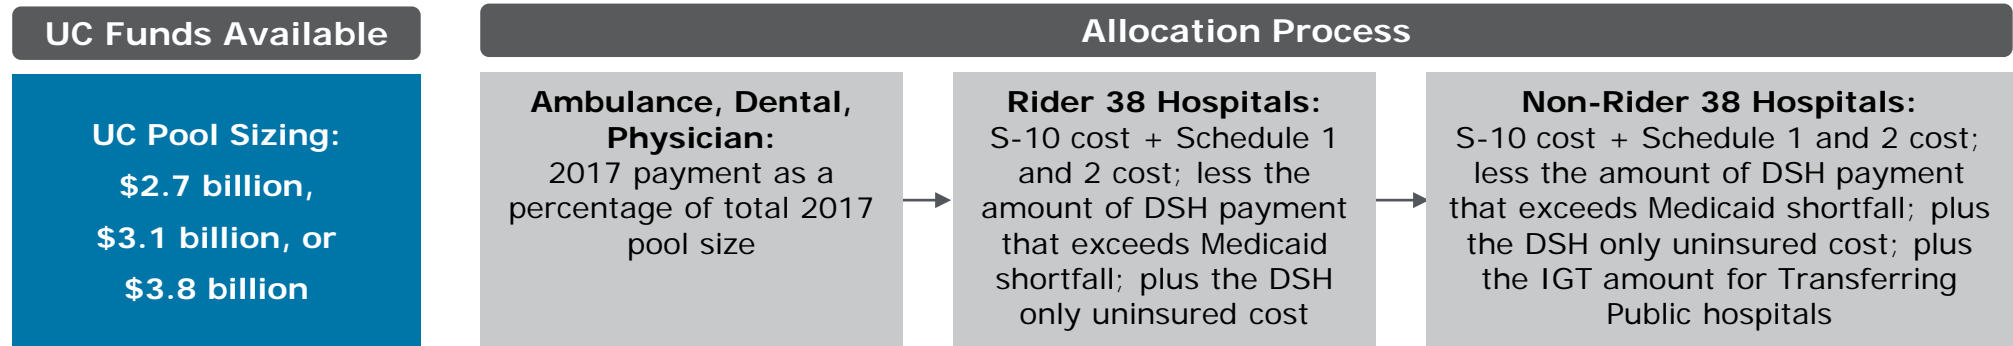 UC Funds Available
UC Pool Sizing:
$2.7 billion,
$3.1 billion, or
$3.8 billion
Allocation Process
Ambulance, Dental,
Physician:
2017 payment as a
percentage of total 2017
pool size
Rider 38 Hospitals:
S-10 cost + Schedule 1
and 2 cost; less the
amount of DSH payment
that exceeds Medicaid
shortfall; plus the DSH
only uninsured cost
Non-Rider 38 Hospitals:
S-10 cost + Schedule 1 and 2 cost;
less the amount of DSH payment
that exceeds Medicaid shortfall; plus
the DSH only uninsured cost; plus
the IGT amount for Transferring
Public hospitals